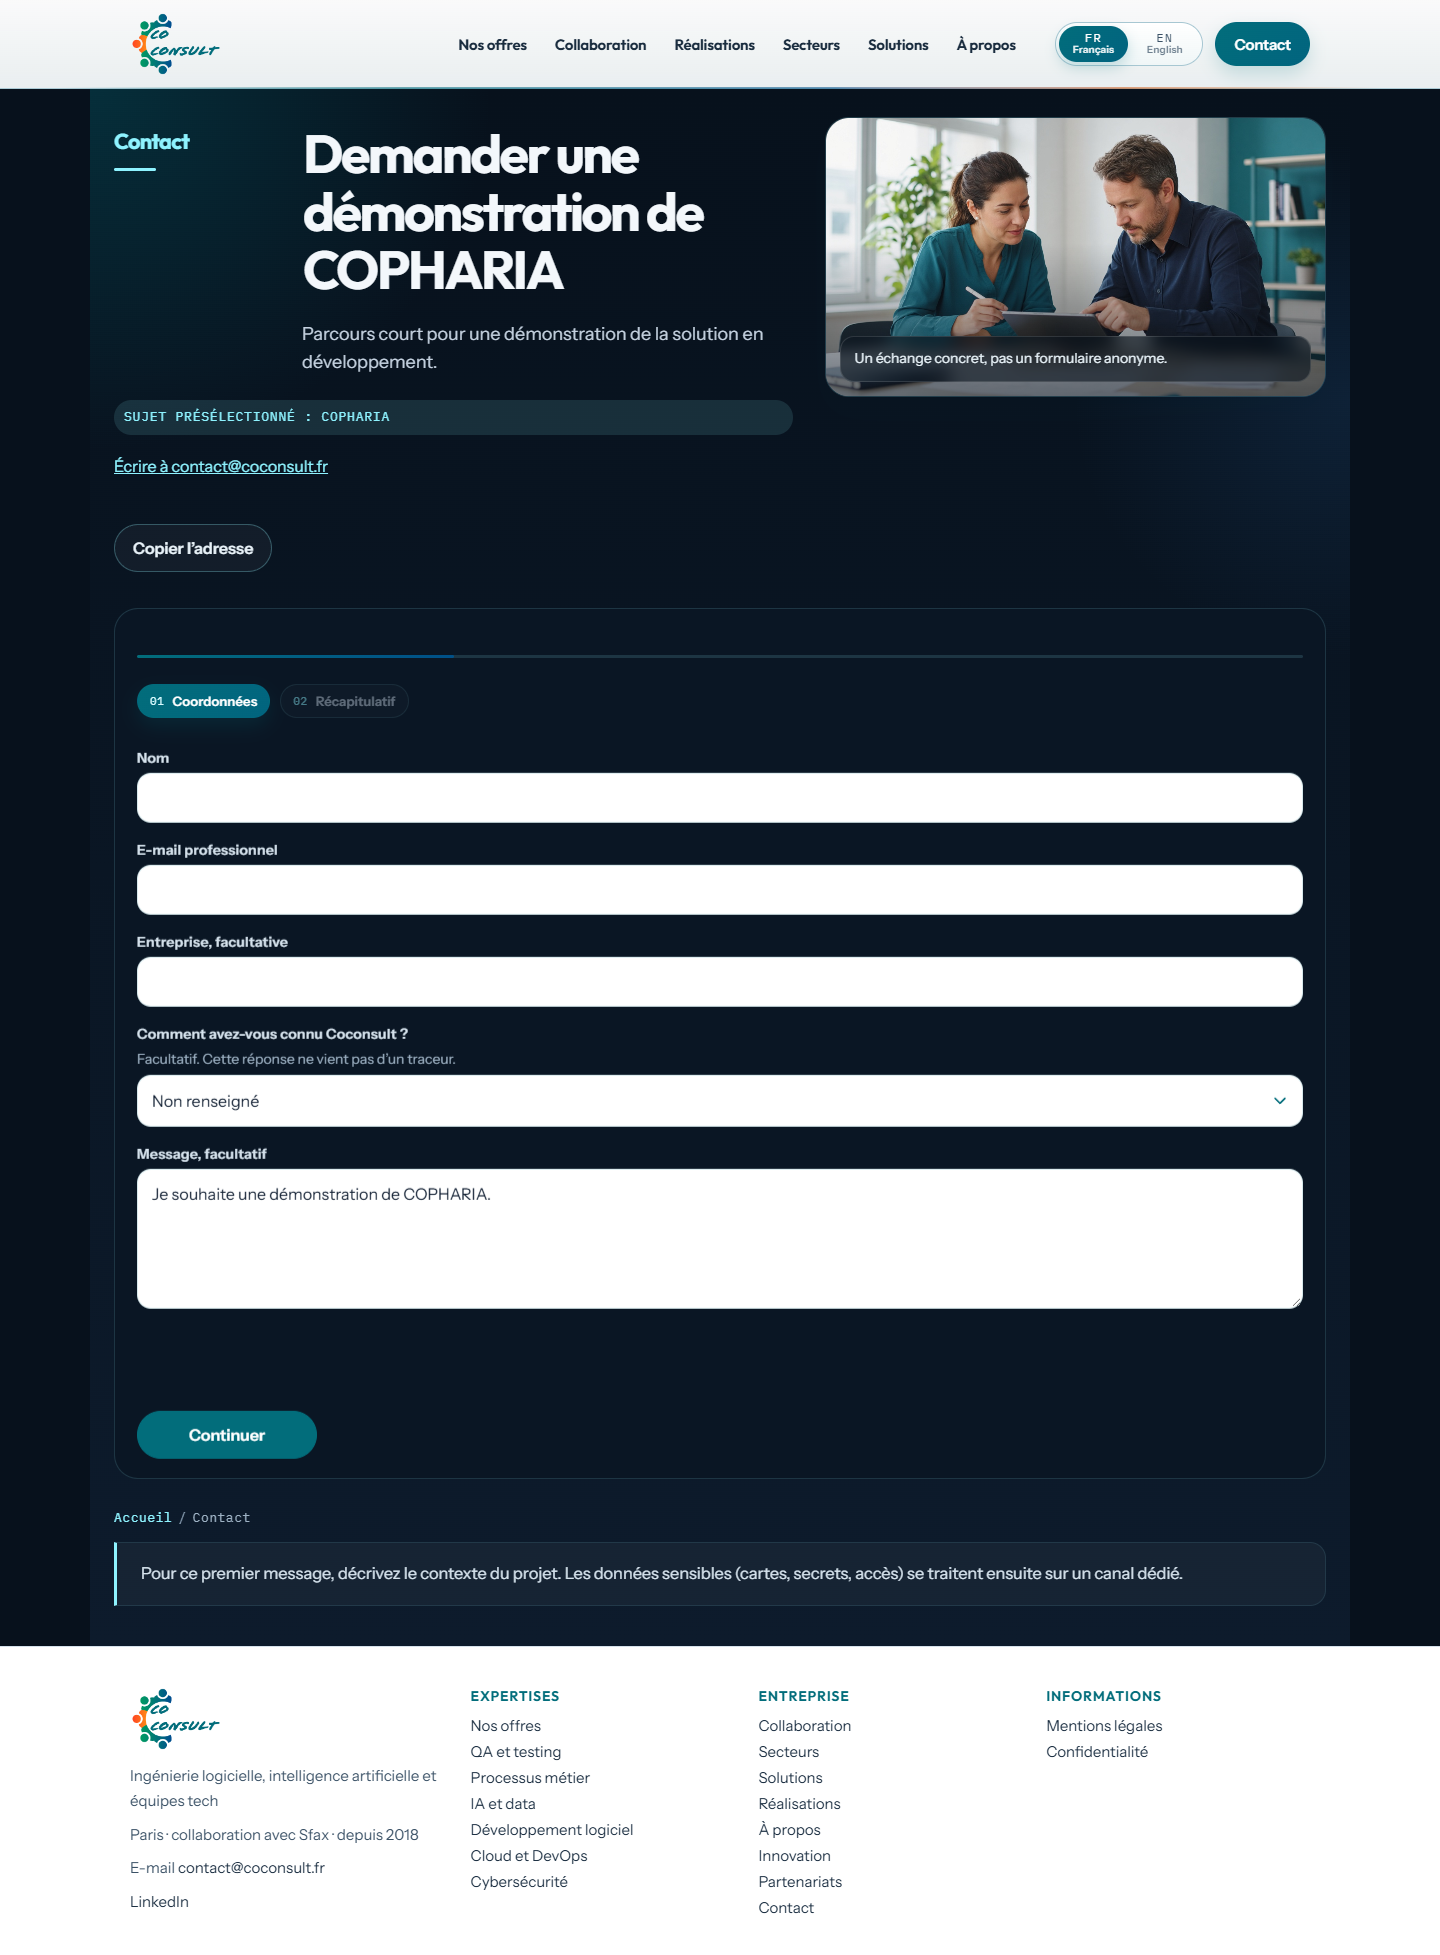 CO
CONSULT
Nos offres
Collaboration
Réalisations
Secteurs
Solutions
À propos
FR
Français
EN
English
Contact
Contact
Demander une
démonstration de
COPHARIA
Parcours court pour une démonstration de la solution en
développement.
Un échange concret, pas un formulaire anonyme.
SUJET PRÉSÉLECTIONNÉ : COPHARIA
Écrire à contact@coconsult.fr
Copier l’adresse
01 Coordonnées
02 Récapitulatif
Nom
E-mail professionnel
Entreprise, facultative
Comment avez-vous connu Coconsult ?
Facultatif. Cette réponse ne vient pas d’un traceur.
Non renseigné
Message, facultatif
Je souhaite une démonstration de COPHARIA.
Continuer
Accueil / Contact
Pour ce premier message, décrivez le contexte du projet. Les données sensibles (cartes, secrets, accès) se traitent ensuite sur un canal dédié.
CO
CONSULT
Ingénierie logicielle, intelligence artificielle et
équipes tech
Paris · collaboration avec Sfax · depuis 2018
E-mail contact@coconsult.fr
LinkedIn
EXPERTISES
Nos offres
QA et testing
Processus métier
IA et data
Développement logiciel
Cloud et DevOps
Cybersécurité
ENTREPRISE
Collaboration
Secteurs
Solutions
Réalisations
À propos
Innovation
Partenariats
Contact
INFORMATIONS
Mentions légales
Confidentialité